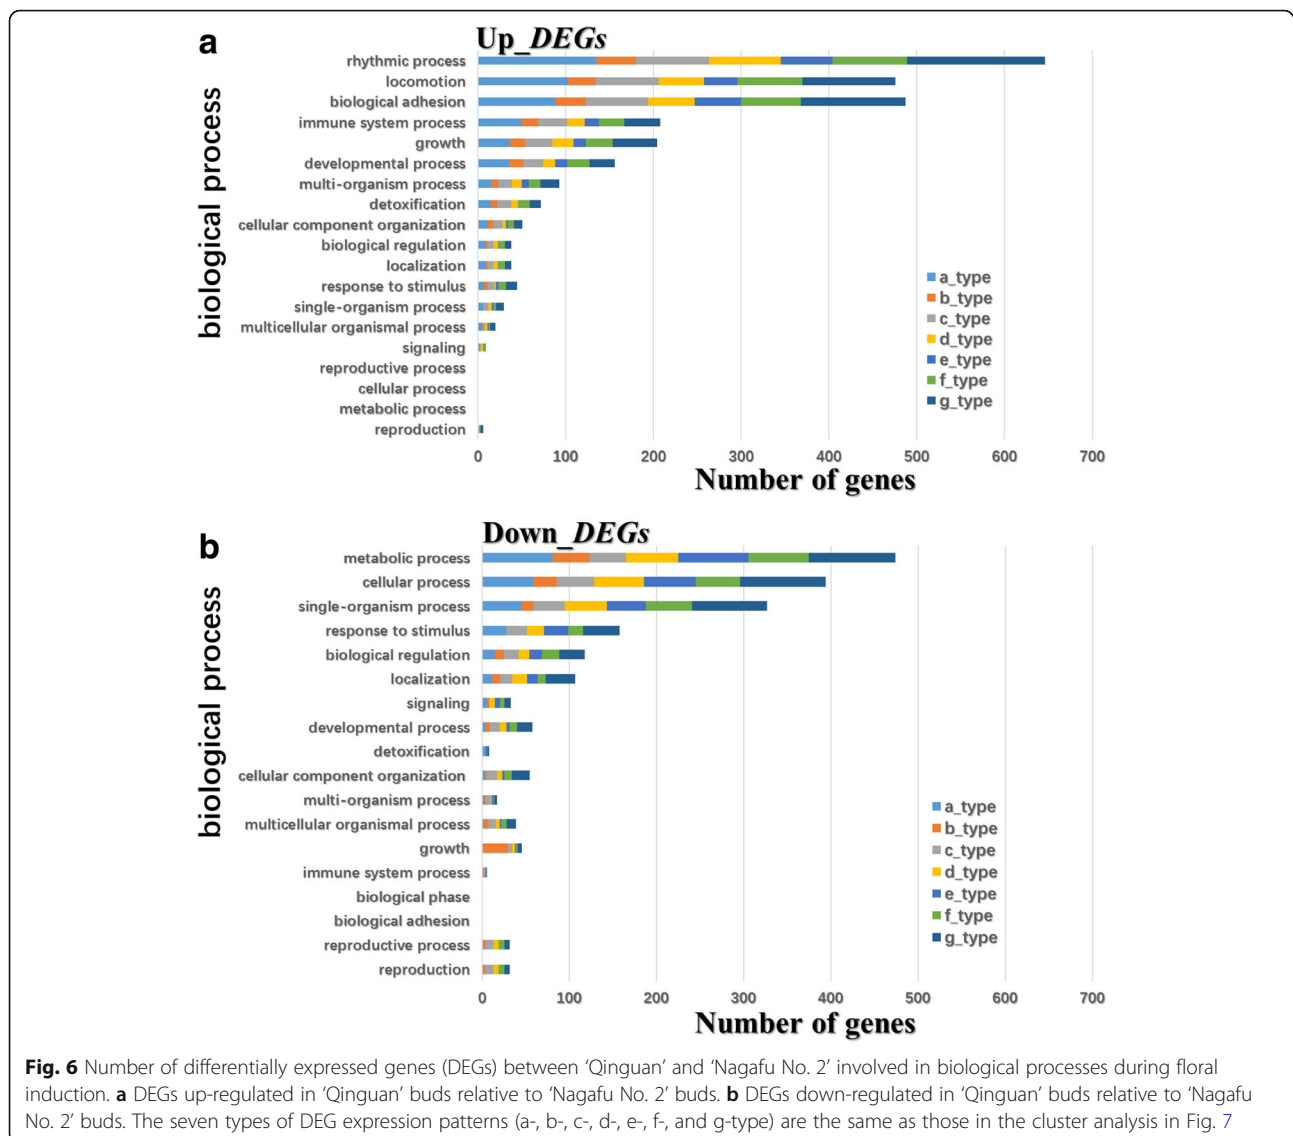 a
Up_DEGs
biological process
rhythmic process
locomotion
biological adhesion
immune system process
growth
developmental process
multi-organism process
detoxification
cellular component organization
biological regulation
localization
response to stimulus
single-organism process
multicellular organismal process
signaling
reproductive process
cellular process
metabolic process
reproduction
a_type
b_type
c_type
d_type
e_type
f_type
g_type
0 100 200 300 400 500 600 700
Number of genes
b
Down_DEGs
biological process
metabolic process
cellular process
single-organism process
response to stimulus
biological regulation
localization
signaling
developmental process
detoxification
cellular component organization
multi-organism process
multicellular organismal process
growth
immune system process
biological phase
biological adhesion
reproductive process
reproduction
a_type
b_type
c_type
d_type
e_type
f_type
g_type
0 100 200 300 400 500 600 700
Number of genes
Fig. 6 Number of differentially expressed genes (DEGs) between ‘Qinguan’ and ‘Nagafu No. 2’ involved in biological processes during floral
induction. a DEGs up-regulated in ‘Qinguan’ buds relative to ‘Nagafu No. 2’ buds. b DEGs down-regulated in ‘Qinguan’ buds relative to ‘Nagafu
No. 2’ buds. The seven types of DEG expression patterns (a-, b-, c-, d-, e-, f-, and g-type) are the same as those in the cluster analysis in Fig. 7